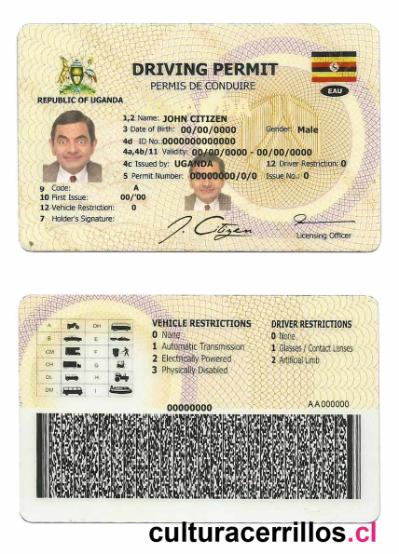 DRIVING PERMIT
PERMIS DE CONDUIRE
EAU
REPUBLIC OF UGANDA
1,2 Name: JOHN CITIZEN
3 Date of Birth: 00/00/0000 Gender: Male
4d ID No. 0000000000000
4a,4b/11 Validity: 00/00/0000 - 00/00/0000
4c Issued by: UGANDA 12 Driver Restriction: 0
5 Permit Number: 00000000/0/0 Issue No.: 0
9 Code: A
10 First Issue: 00/'00
12 Vehicle Restriction: 0
7 Holder's Signature:
J. Citizen
Licensing Officer
A DH
B E
CM F
CH G
DL H
DM I
VEHICLE RESTRICTIONS
0 None
1 Automatic Transmission
2 Electrically Powered
3 Physically Disabled
DRIVER RESTRICTIONS
0 None
1 Glasses / Contact Lenses
2 Artificial Limb
00000000
AA000000
culturacerrillos.cl